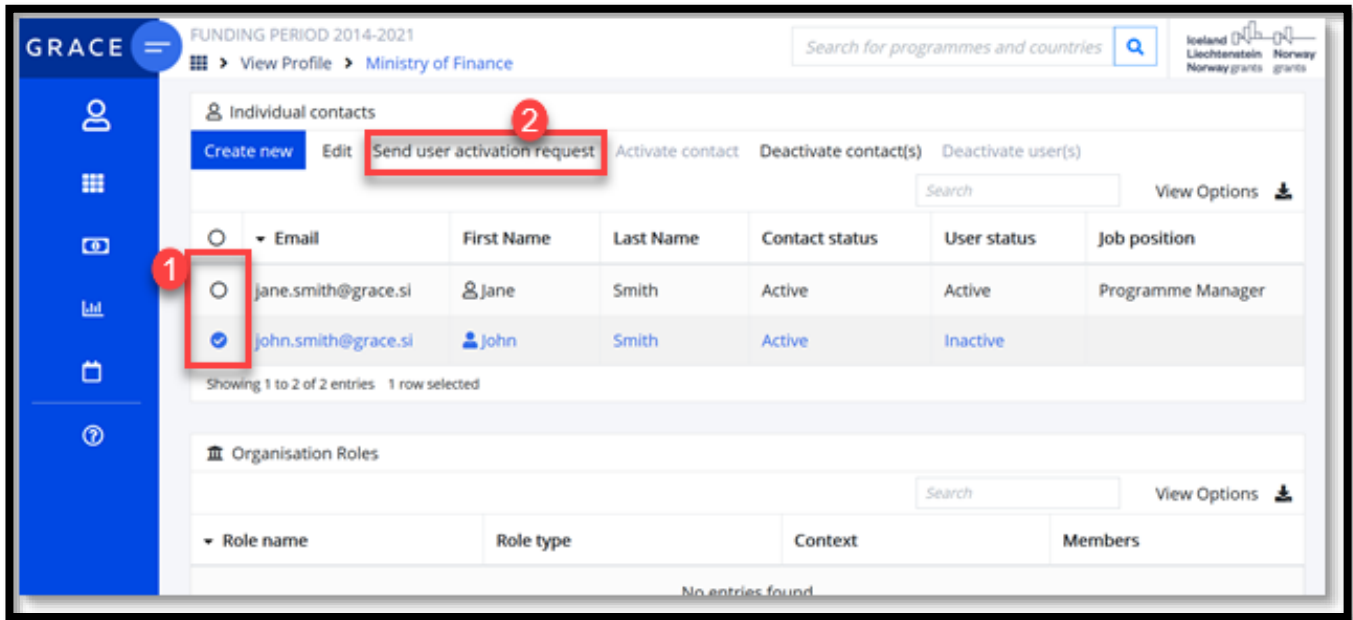 GRACE
FUNDING PERIOD 2014-2021
View Profile > Ministry of Finance
Search for programmes and countries
Iceland
Liechtenstein Norway
Norway grants grants
Individual contacts
2
Create new Edit Send user activation request Activate contact Deactivate contact(s) Deactivate user(s)
Search View Options
Email First Name Last Name Contact status User status Job position
1
jane.smith@grace.si Jane Smith Active Active Programme Manager
john.smith@grace.si John Smith Active Inactive
Showing 1 to 2 of 2 entries 1 row selected
Organisation Roles
Search View Options
Role name Role type Context Members
No entries found